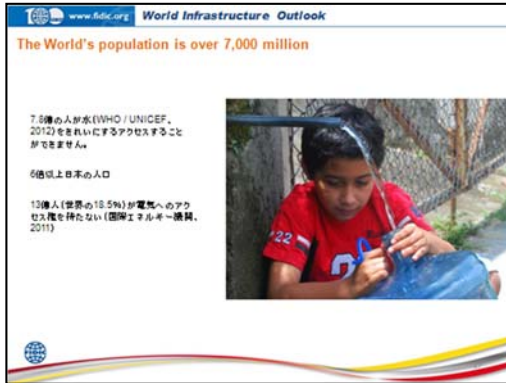 100 www.fidic.org World Infrastructure Outlook
The World's population is over 7,000 million
7.8億の人が水(WHO / UNICEF、
2012)をきれいにするアクセスすること
ができません。
6倍以上日本の人口
13億人(世界の18.5%)が電気へのアク
セス権を持たない(国際エネルギー機関、
2011)
22
2